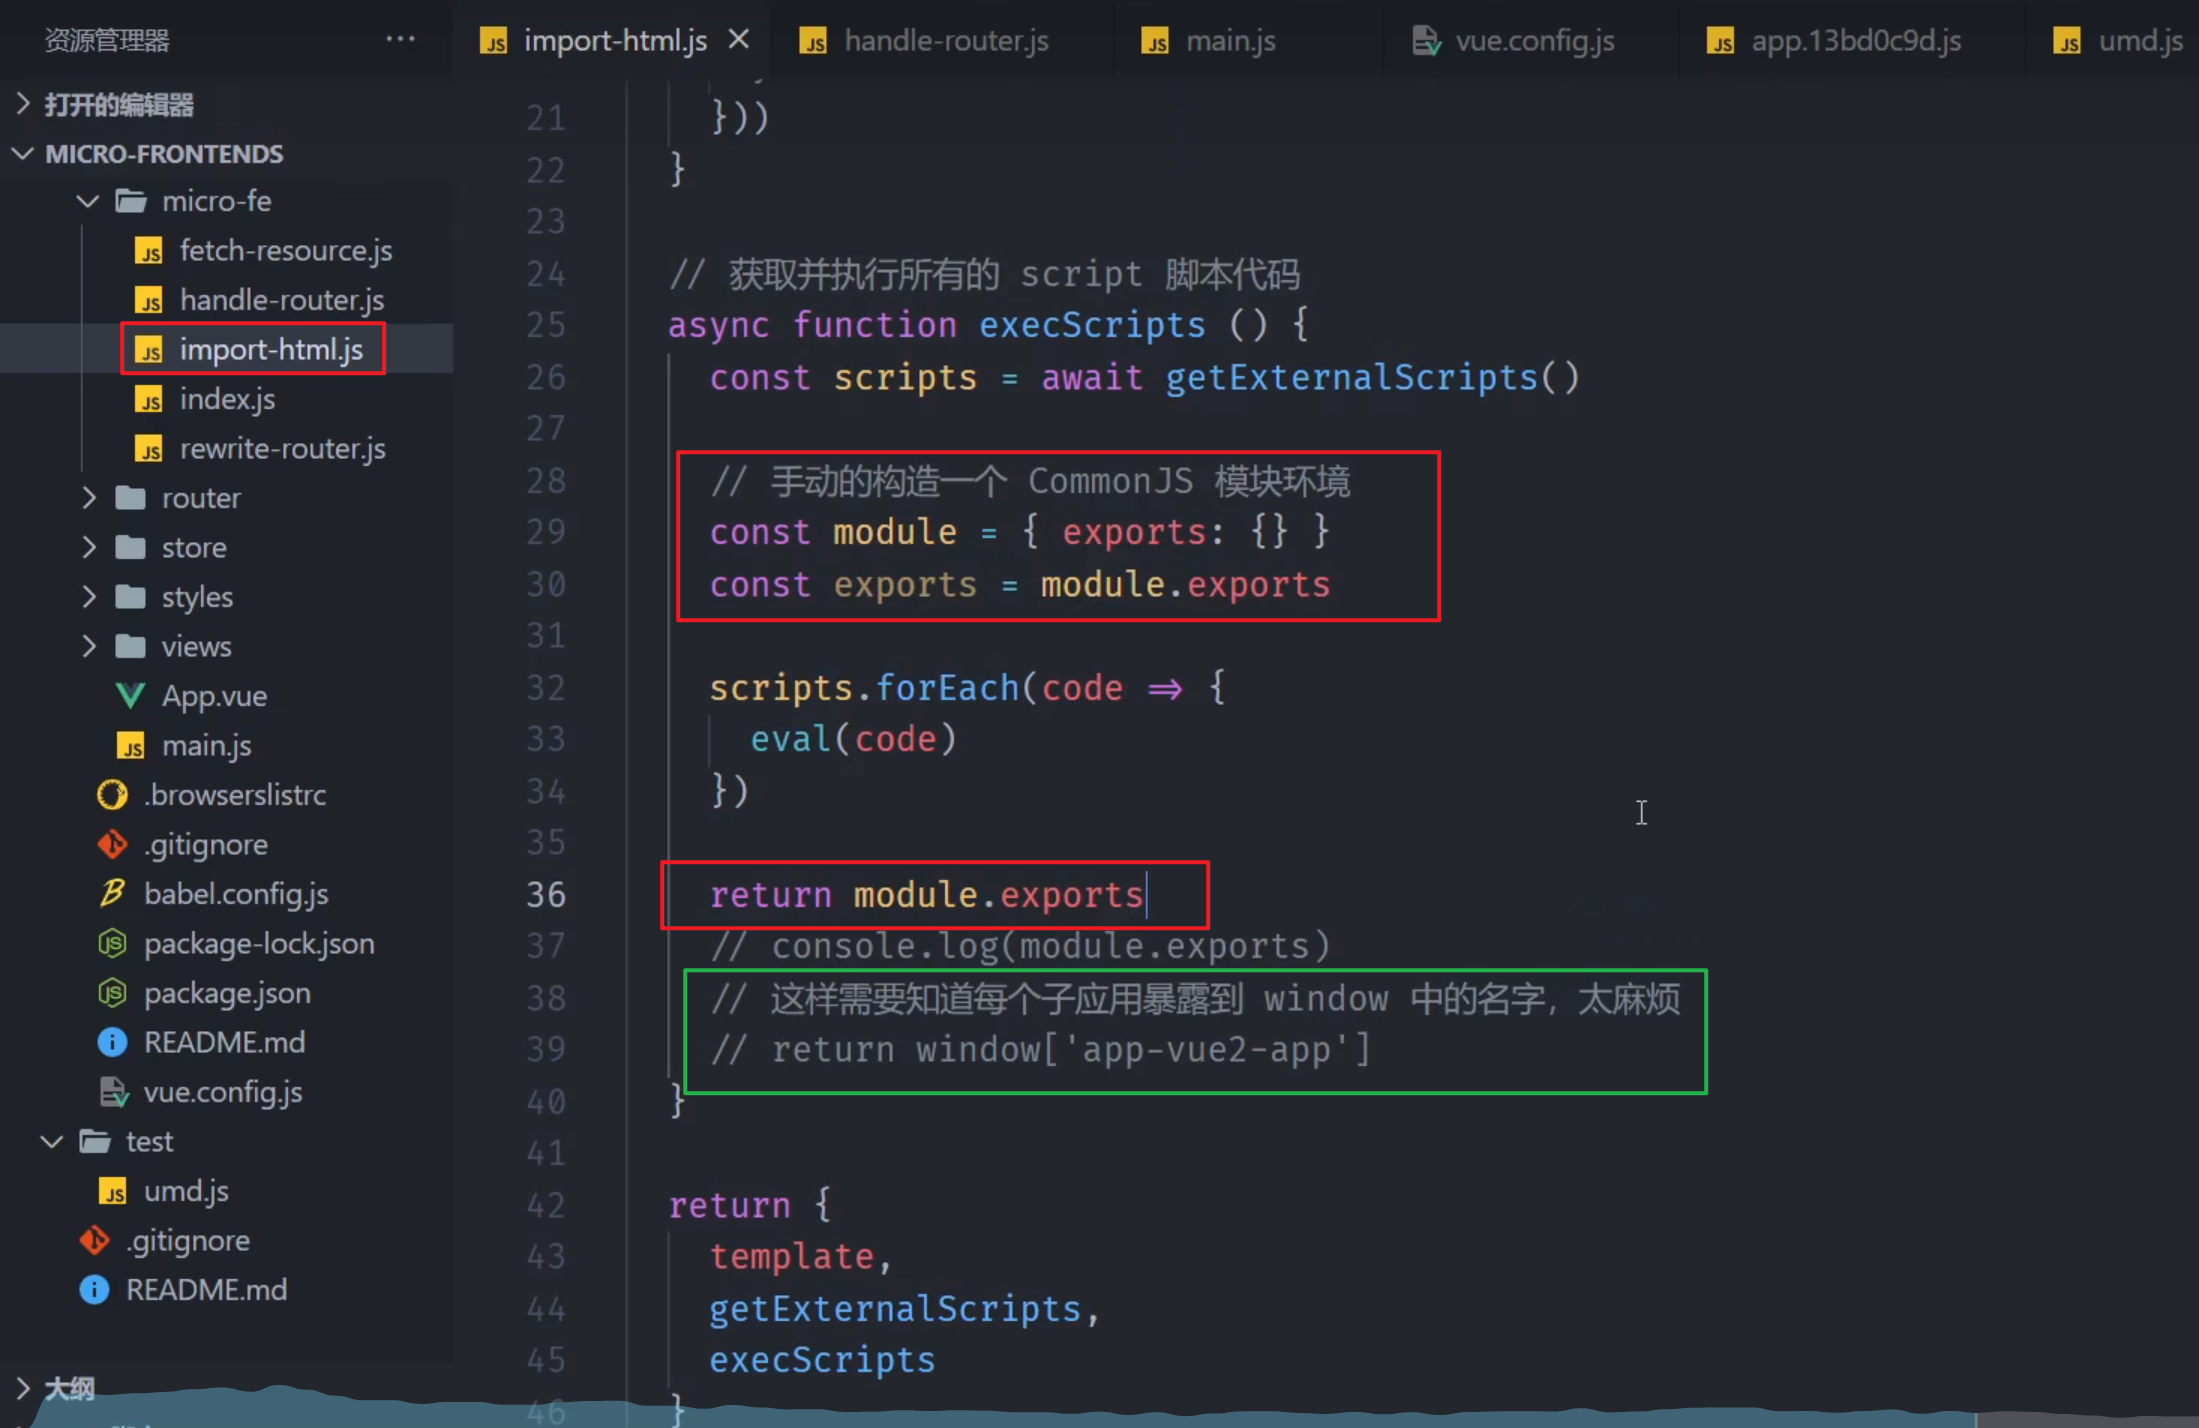 资源管理器
import-html.js
handle-router.js
main.js
vue.config.js
app.13bd0c9d.js
umd.js
打开的编辑器
MICRO-FRONTENDS
micro-fe
fetch-resource.js
handle-router.js
import-html.js
index.js
rewrite-router.js
router
store
styles
views
App.vue
main.js
.browserslistrc
.gitignore
babel.config.js
package-lock.json
package.json
README.md
vue.config.js
test
umd.js
.gitignore
README.md
大纲
21 }))
22 }
23
24 // 获取并执行所有的 script 脚本代码
25 async function execScripts () {
26 const scripts = await getExternalScripts()
27
28 // 手动的构造一个 CommonJS 模块环境
29 const module = { exports: {} }
30 const exports = module.exports
31
32 scripts.forEach(code => {
33 eval(code)
34 })
35
36 return module.exports
37 // console.log(module.exports)
38 // 这样需要知道每个子应用暴露到 window 中的名字，太麻烦
39 // return window['app-vue2-app']
40 }
41
42 return {
43 template,
44 getExternalScripts,
45 execScripts
46 }